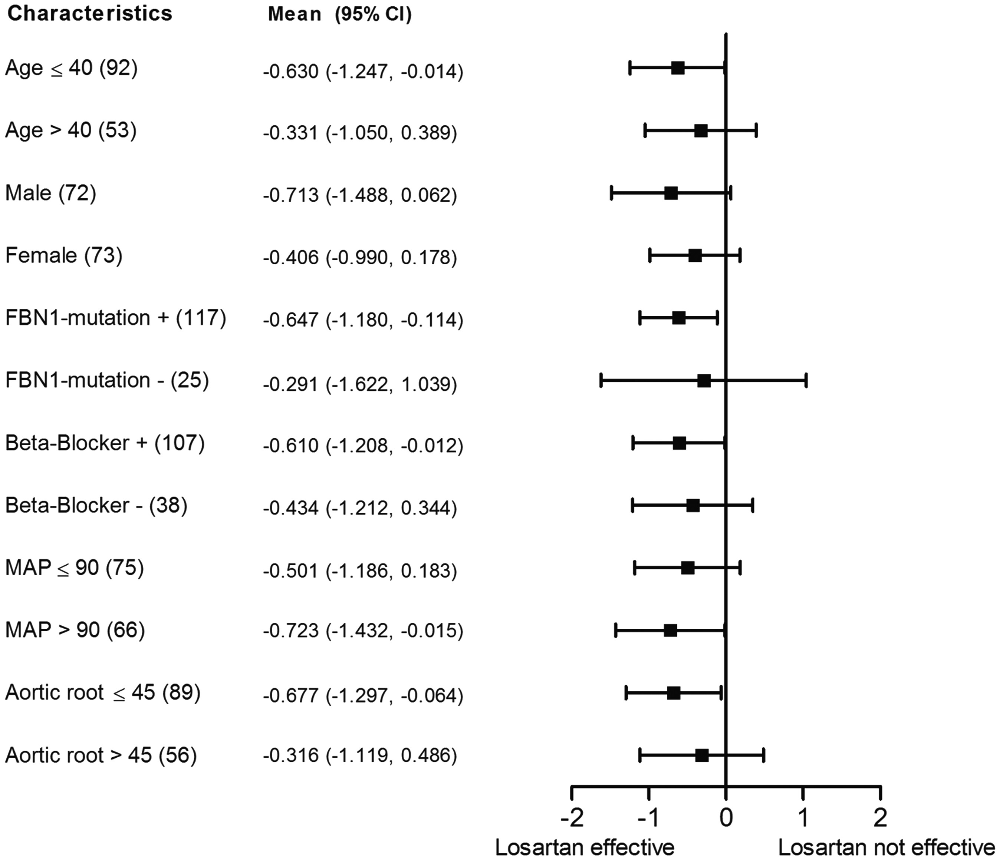 Characteristics Mean (95% CI)
Age ≤ 40 (92) -0.630 (-1.247, -0.014)
Age > 40 (53) -0.331 (-1.050, 0.389)
Male (72) -0.713 (-1.488, 0.062)
Female (73) -0.406 (-0.990, 0.178)
FBN1-mutation + (117) -0.647 (-1.180, -0.114)
FBN1-mutation - (25) -0.291 (-1.622, 1.039)
Beta-Blocker + (107) -0.610 (-1.208, -0.012)
Beta-Blocker - (38) -0.434 (-1.212, 0.344)
MAP ≤ 90 (75) -0.501 (-1.186, 0.183)
MAP > 90 (66) -0.723 (-1.432, -0.015)
Aortic root ≤ 45 (89) -0.677 (-1.297, -0.064)
Aortic root > 45 (56) -0.316 (-1.119, 0.486)
-2 -1 0 1 2
Losartan effective Losartan not effective